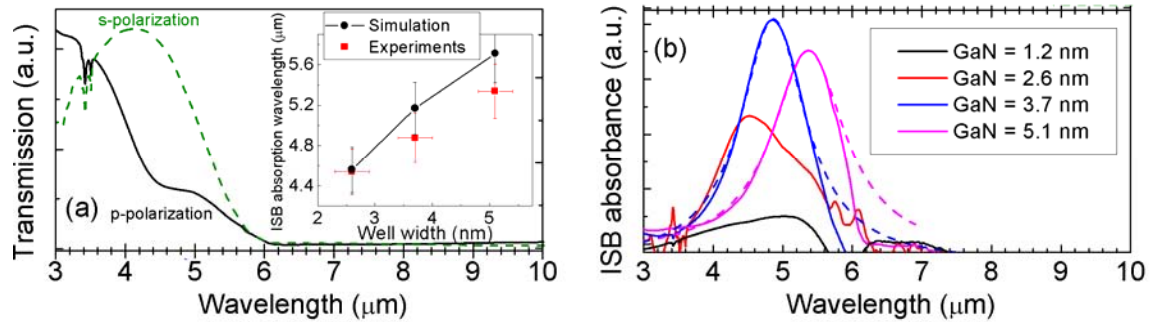 (a)
s-polarization
p-polarization
Transmission (a.u.)
3 4 5 6 7 8 9 10
Wavelength (μm)
Simulation
Experiments
ISB absorption wavelength (μm)
5.6
5.2
4.8
4.4
2 3 4 5
Well width (nm)
(b)
GaN = 1.2 nm
GaN = 2.6 nm
GaN = 3.7 nm
GaN = 5.1 nm
ISB absorbance (a.u.)
3 4 5 6 7 8 9 10
Wavelength (μm)